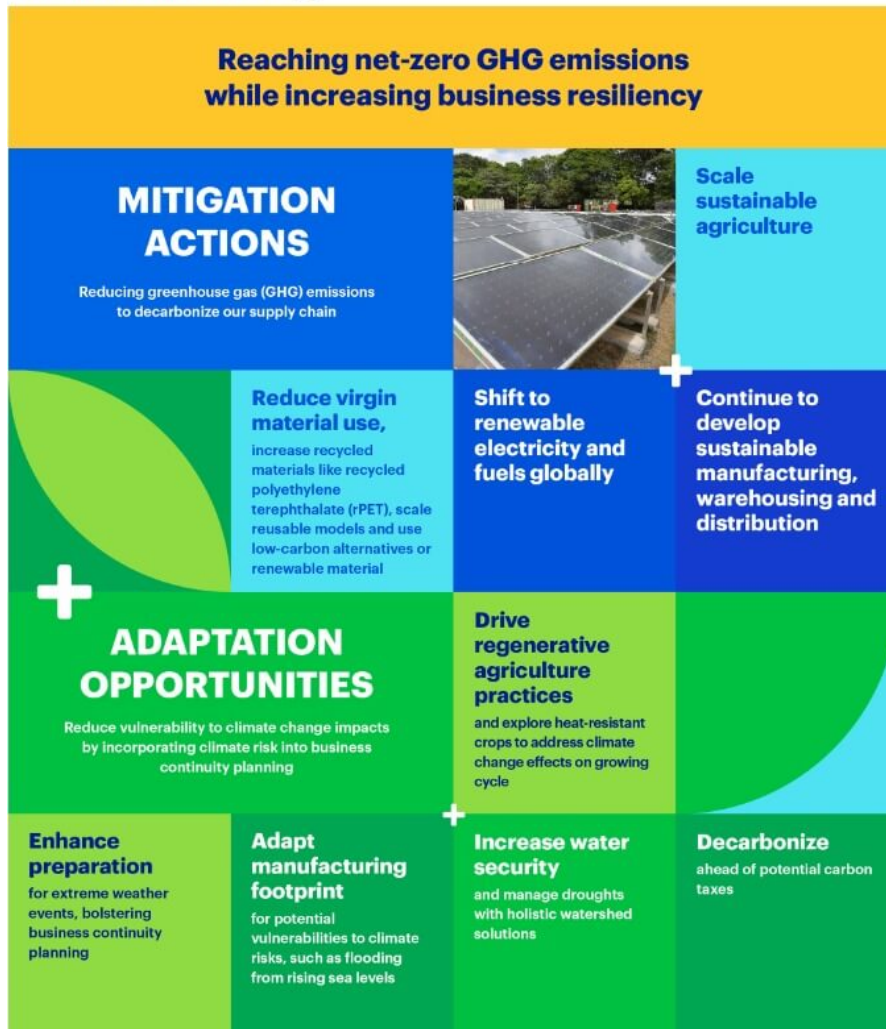 Reaching net-zero GHG emissions
while increasing business resiliency
MITIGATION
ACTIONS
Reducing greenhouse gas (GHG) emissions
to decarbonize our supply chain
Scale
sustainable
agriculture
Reduce virgin
material use,
increase recycled
materials like recycled
polyethylene
terephthalate (rPET), scale
reusable models and use
low-carbon alternatives or
renewable material
Shift to
renewable
electricity and
fuels globally
Continue to
develop
sustainable
manufacturing,
warehousing and
distribution
ADAPTATION
OPPORTUNITIES
Reduce vulnerability to climate change impacts
by incorporating climate risk into business
continuity planning
Drive
regenerative
agriculture
practices
and explore heat-resistant
crops to address climate
change effects on growing
cycle
Enhance
preparation
for extreme weather
events, bolstering
business continuity
planning
Adapt
manufacturing
footprint
for potential
vulnerabilities to climate
risks, such as flooding
from rising sea levels
Increase water
security
and manage droughts
with holistic watershed
solutions
Decarbonize
ahead of potential carbon
taxes